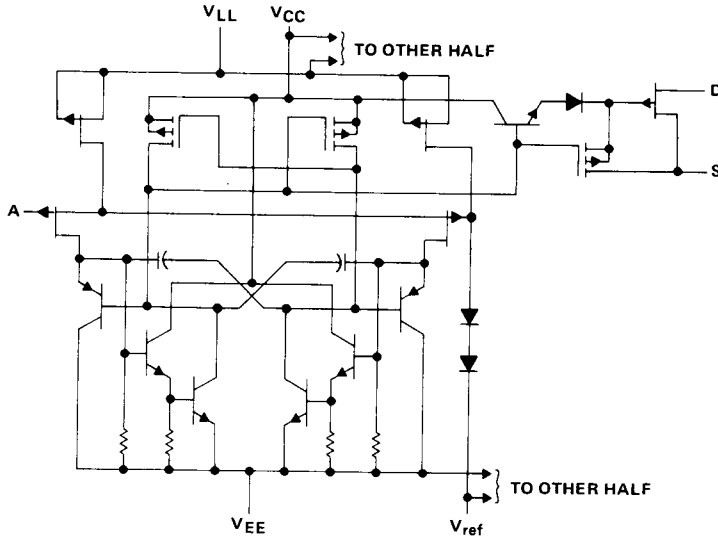 VLL
VCC
TO OTHER HALF
D
S
A
TO OTHER HALF
VEE
Vref